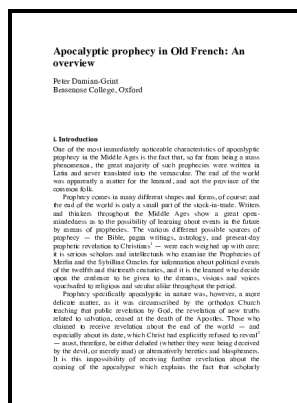 Apocalyptic prophecy in Old French: An
overview
Peter Damian-Grint
Brasenose College, Oxford
i. Introduction
One of the most immediately noticeable characteristics of apocalyptic
prophecy in the Middle Ages is the fact that, so far from being a mass
phenomenon, the great majority of such prophecies were written in
Latin and never translated into the vernacular. The end of the world
was apparently a matter for the learned, and not the province of the
common folk.
Prophecy comes in many different shapes and forms, of course; and
the end of the world is only a small part of the stock-in-trade. Writers
and thinkers throughout the Middle Ages show a great open-
mindedness as to the possibility of learning about events in the future
by means of prophecies. The various different possible sources of
prophecy — the Bible, pagan writings, astrology, and present-day
prophetic revelation to Christians¹ — were each weighed up with care;
it is serious scholars and intellectuals who examine the Prophecies of
Merlin and the Sybilline Oracles for information about political events
of the twelfth and thirteenth centuries, and it is the learned who decide
upon the credence to be given to the dreams, visions and voices
vouchsafed to religious and secular alike throughout the period.
Prophecy specifically apocalyptic in nature was, however, a more
delicate matter, as it was circumscribed by the orthodox Church
teaching that public revelation by God, the revelation of new truths
related to salvation, ceased at the death of the Apostles. Those who
claimed to receive revelation about the end of the world — and
especially about its date, which Christ had explicitly refused to reveal²
— must, therefore, be either deluded (whether they were being deceived
by the devil, or merely mad) or alternatively heretics and blasphemers.
It is this impossibility of receiving further revelation about the
coming of the apocalypse which explains the fact that scholarly